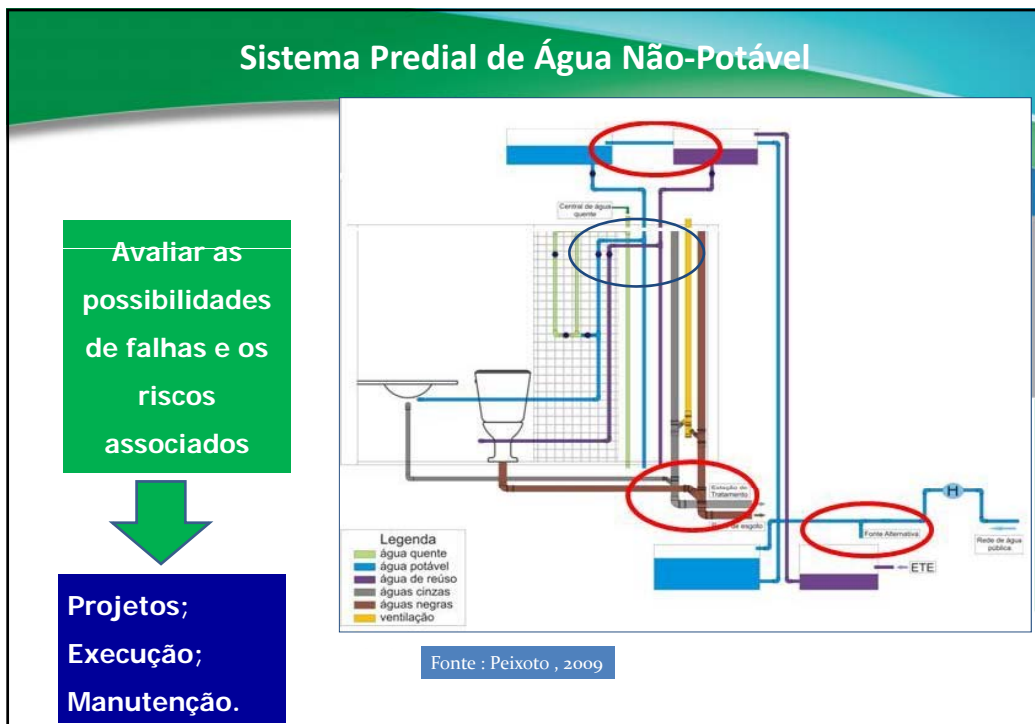 Sistema Predial de Água Não-Potável
Avaliar as
possibilidades
de falhas e os
riscos
associados
Projetos;
Execução;
Manutenção.
Central de água
quente
Estação de
Tratamento
de esgoto
Fonte Alternativa
H
Rede de água
pública
ETE
Legenda
água quente
água potável
água de reúso
águas cinzas
águas negras
ventilação
Fonte : Peixoto , 2009